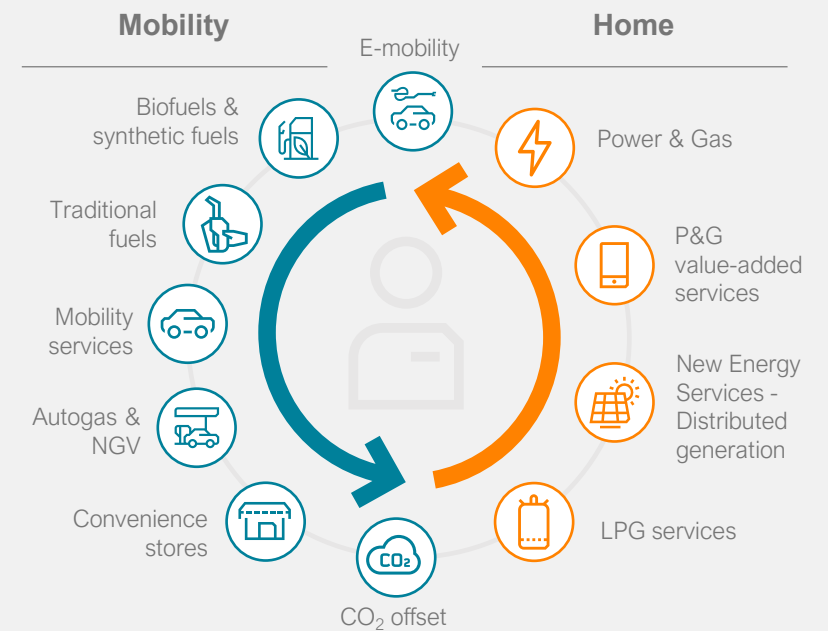 Mobility
Home
E-mobility
Biofuels &
synthetic fuels
Traditional
fuels
Mobility
services
Autogas &
NGV
Convenience
stores
CO₂
CO₂ offset
Power & Gas
P&G
value-added
services
New Energy
Services -
Distributed
generation
LPG services